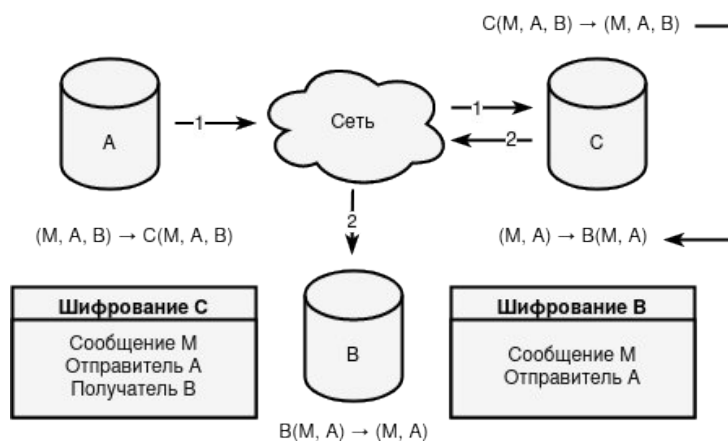 C(M, A, B) → (M, A, B)
A
1
Сеть
1
2
C
2
(M, A, B) → C(M, A, B)
(M, A) → B(M, A)
Шифрование C
Сообщение M
Отправитель A
Получатель B
B
Шифрование B
Сообщение M
Отправитель A
B(M, A) → (M, A)